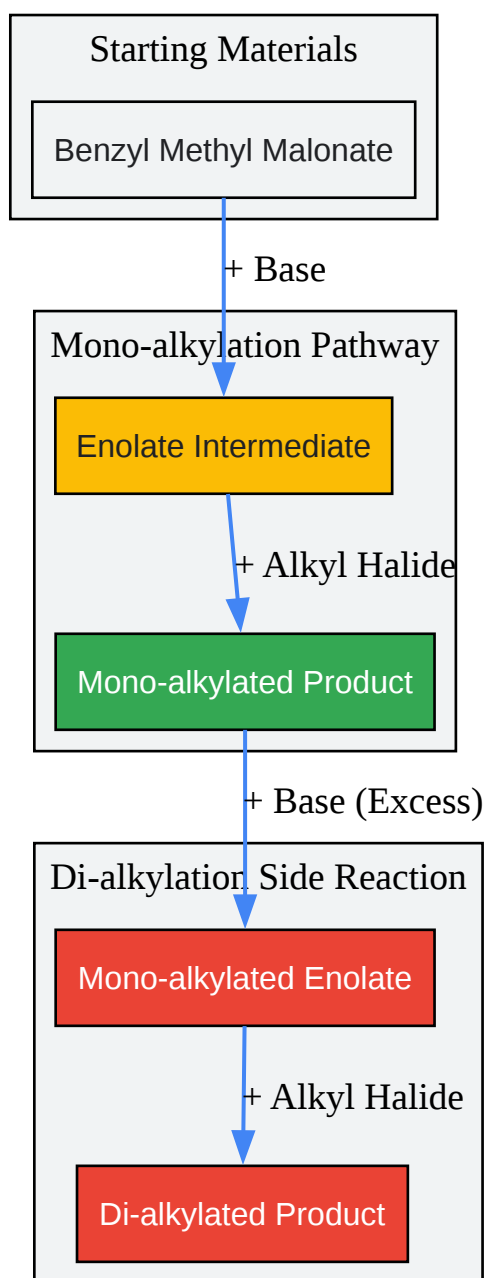 Starting Materials
Benzyl Methyl Malonate
+ Base
Mono-alkylation Pathway
Enolate Intermediate
+ Alkyl Halide
Mono-alkylated Product
+ Base (Excess)
Di-alkylation Side Reaction
Mono-alkylated Enolate
+ Alkyl Halide
Di-alkylated Product